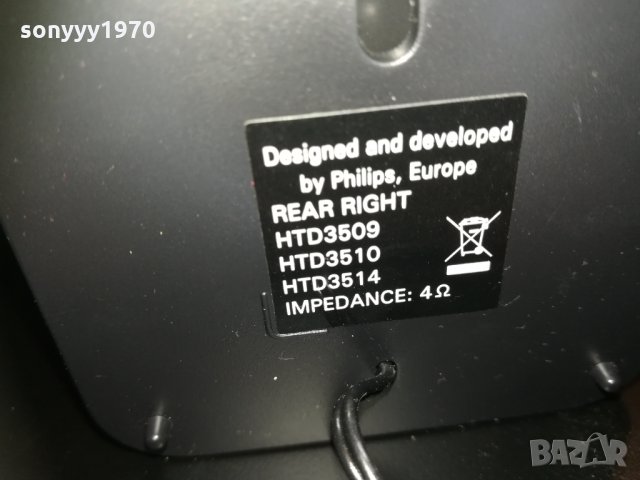 sonyyy1970
Designed and developed
by Philips, Europe
REAR RIGHT
HTD3509
HTD3510
HTD3514
IMPEDANCE: 4Ω
BAZAR